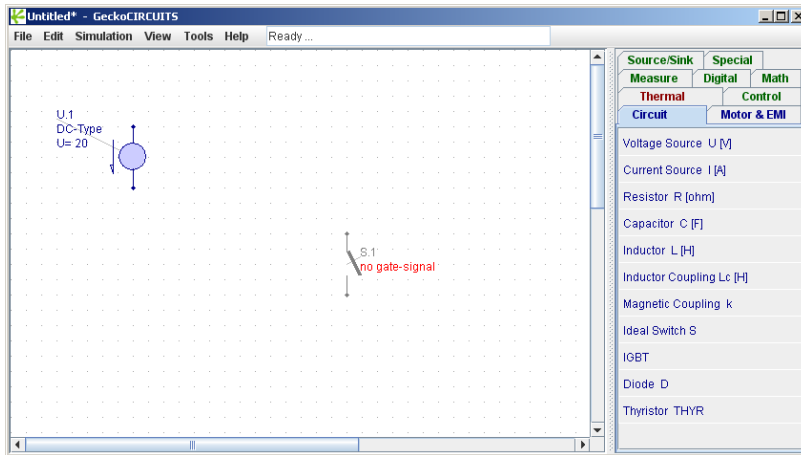 Untitled* - GeckoCIRCUITS
File Edit Simulation View Tools Help Ready ...
U.1
DC-Type
U= 20
S.1
no gate-signal
Source/Sink Special
Measure Digital Math
Thermal Control
Circuit Motor & EMI
Voltage Source U [V]
Current Source I [A]
Resistor R [ohm]
Capacitor C [F]
Inductor L [H]
Inductor Coupling Lc [H]
Magnetic Coupling k
Ideal Switch S
IGBT
Diode D
Thyristor THYR